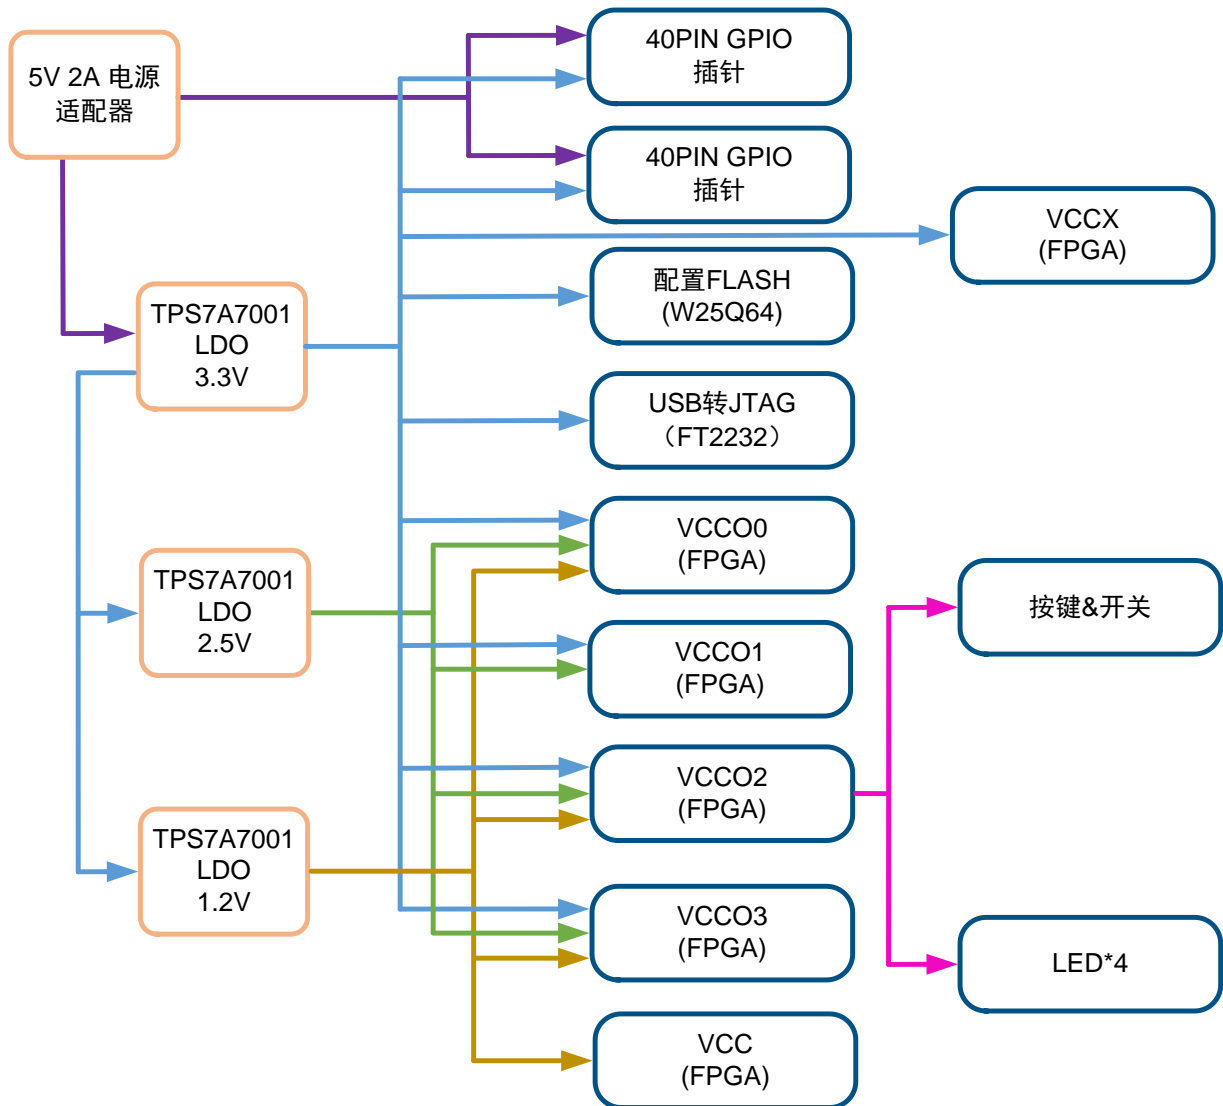 5V 2A 电源
适配器
40PIN GPIO
插针
40PIN GPIO
插针
VCCX
(FPGA)
配置FLASH
(W25Q64)
TPS7A7001
LDO
3.3V
USB转JTAG
（FT2232）
VCCO0
(FPGA)
TPS7A7001
LDO
2.5V
按键&开关
VCCO1
(FPGA)
VCCO2
(FPGA)
TPS7A7001
LDO
1.2V
VCCO3
(FPGA)
LED*4
VCC
(FPGA)